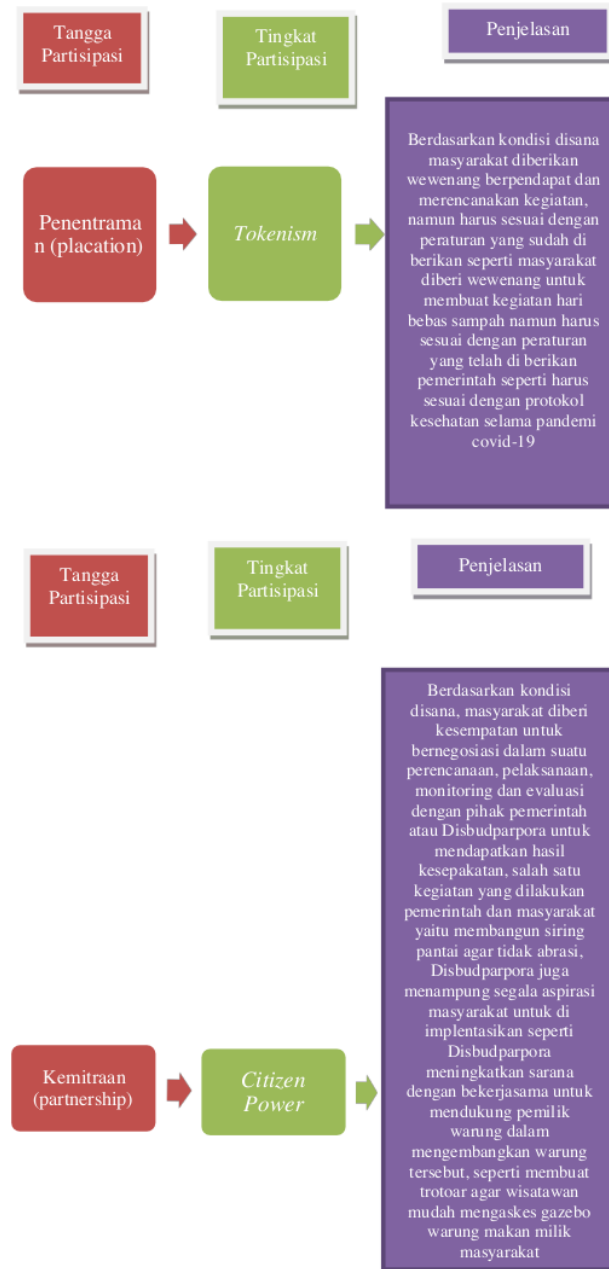 Tangga
Partisipasi
Tingkat
Partisipasi
Penjelasan
Penentrama
n (placation)
Tokenism
Berdasarkan kondisi disana
masyarakat diberikan
wewenang berpendapat dan
merencanakan kegiatan,
namun harus sesuai dengan
peraturan yang sudah di
berikan seperti masyarakat
diberi wewenang untuk
membuat kegiatan hari
bebas sampah namun harus
sesuai dengan peraturan
yang telah di berikan
pemerintah seperti harus
sesuai dengan protokol
kesehatan selama pandemi
covid-19
Tangga
Partisipasi
Tingkat
Partisipasi
Penjelasan
Kemitraan
(partnership)
Citizen
Power
Berdasarkan kondisi
disana, masyarakat diberi
kesempatan untuk
bernegosiasi dalam suatu
perencanaan, pelaksanaan,
monitoring dan evaluasi
dengan pihak pemerintah
atau Disbudparpora untuk
mendapatkan hasil
kesepakatan, salah satu
kegiatan yang dilakukan
pemerintah dan masyarakat
yaitu membangun siring
pantai agar tidak abrasi,
Disbudparpora juga
menampung segala aspirasi
masyarakat untuk di
implentasikan seperti
Disbudparpora
meningkatkan sarana
dengan bekerjasama untuk
mendukung pemilik
warung dalam
mengembangkan warung
tersebut, seperti membuat
trotoar agar wisatawan
mudah mengaskes gazebo
warung makan milik
masyarakat